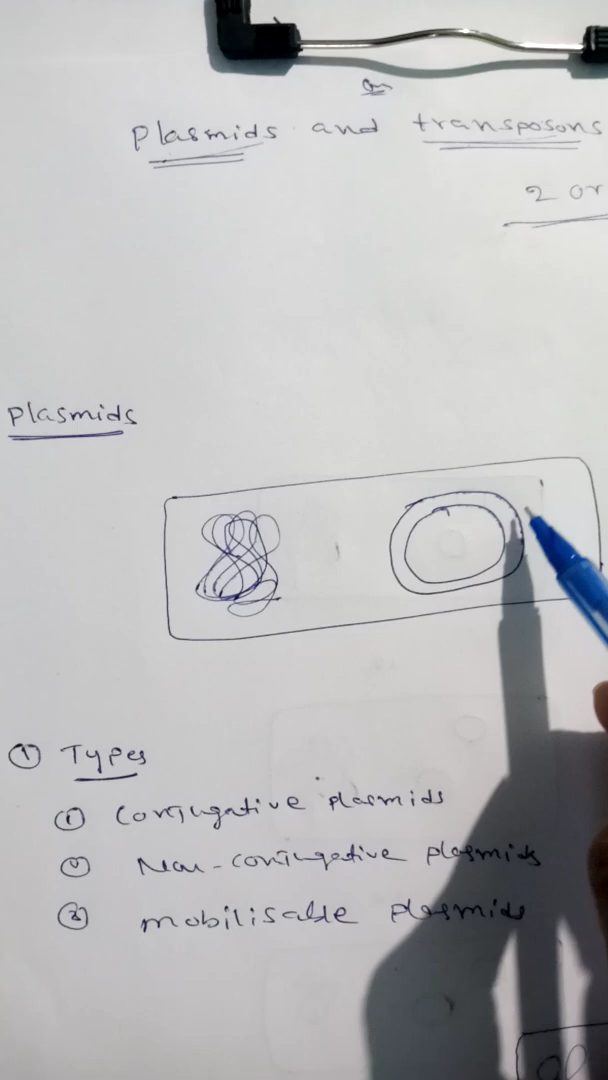 Plasmids and transposons
2 or
Plasmids
① Types
① Conjugative plasmids
② Non-conjugative plasmids
③ mobilisable plasmids